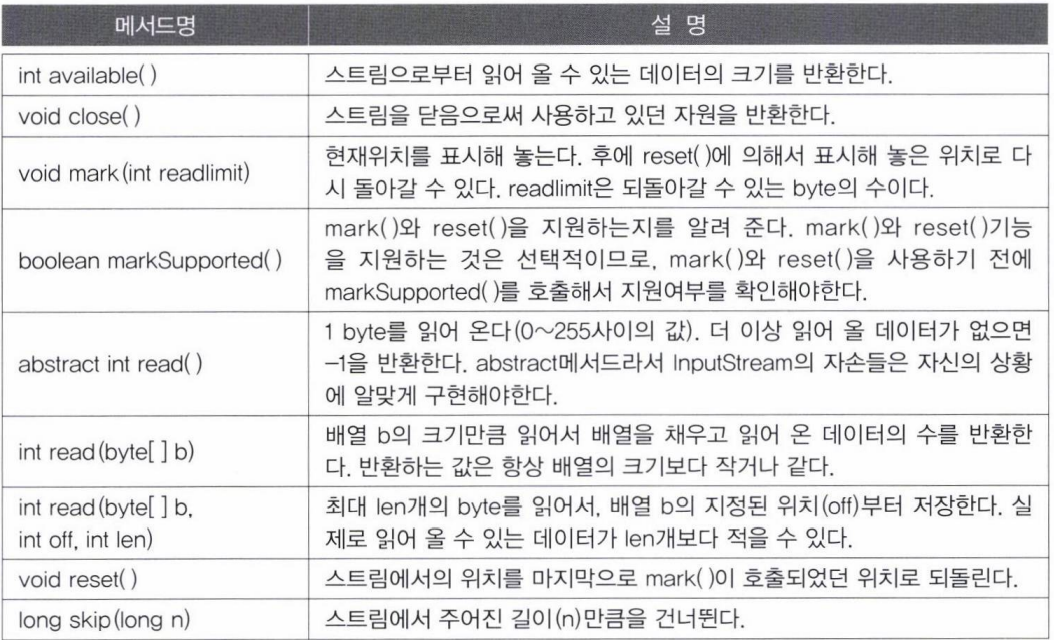 메서드명 설 명
int available( ) 스트림으로부터 읽어 올 수 있는 데이터의 크기를 반환한다.
void close( ) 스트림을 닫음으로써 사용하고 있던 자원을 반환한다.
void mark(int readlimit) 현재위치를 표시해 놓는다. 후에 reset( )에 의해서 표시해 놓은 위치로 다
시 돌아갈 수 있다. readlimit은 되돌아갈 수 있는 byte의 수이다.
boolean markSupported( ) mark( )와 reset( )을 지원하는지를 알려 준다. mark( )와 reset( )기능
을 지원하는 것은 선택적이므로, mark( )와 reset( )을 사용하기 전에
markSupported( )를 호출해서 지원여부를 확인해야한다.
abstract int read( ) 1 byte를 읽어 온다(0~255사이의 값). 더 이상 읽어 올 데이터가 없으면
-1을 반환한다. abstract메서드라서 InputStream의 자손들은 자신의 상황
에 알맞게 구현해야한다.
int read(byte[ ] b) 배열 b의 크기만큼 읽어서 배열을 채우고 읽어 온 데이터의 수를 반환한
다. 반환하는 값은 항상 배열의 크기보다 작거나 같다.
int read(byte[ ] b, 최대 len개의 byte를 읽어서, 배열 b의 지정된 위치(off)부터 저장한다. 실
int off, int len) 제로 읽어 올 수 있는 데이터가 len개보다 적을 수 있다.
void reset( ) 스트림에서의 위치를 마지막으로 mark( )이 호출되었던 위치로 되돌린다.
long skip(long n) 스트림에서 주어진 길이(n)만큼을 건너뛴다.